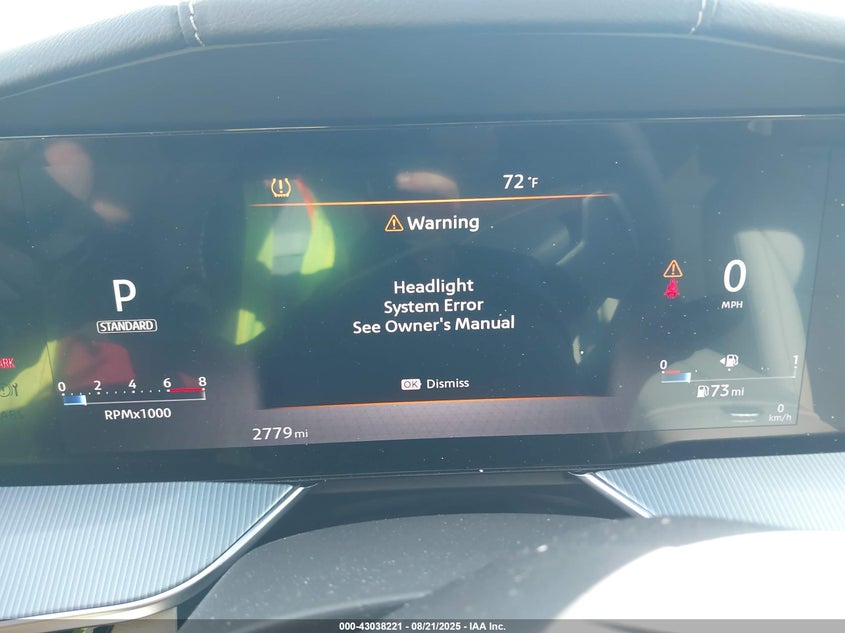 72 °F
Warning
Headlight
System Error
See Owner's Manual
OK Dismiss
P
STANDARD
0 2 4 6 8
RPMx1000
2779 mi
0
MPH
0 1
73 mi
0
km/h
000-43038221 - 08/21/2025 - IAA Inc.